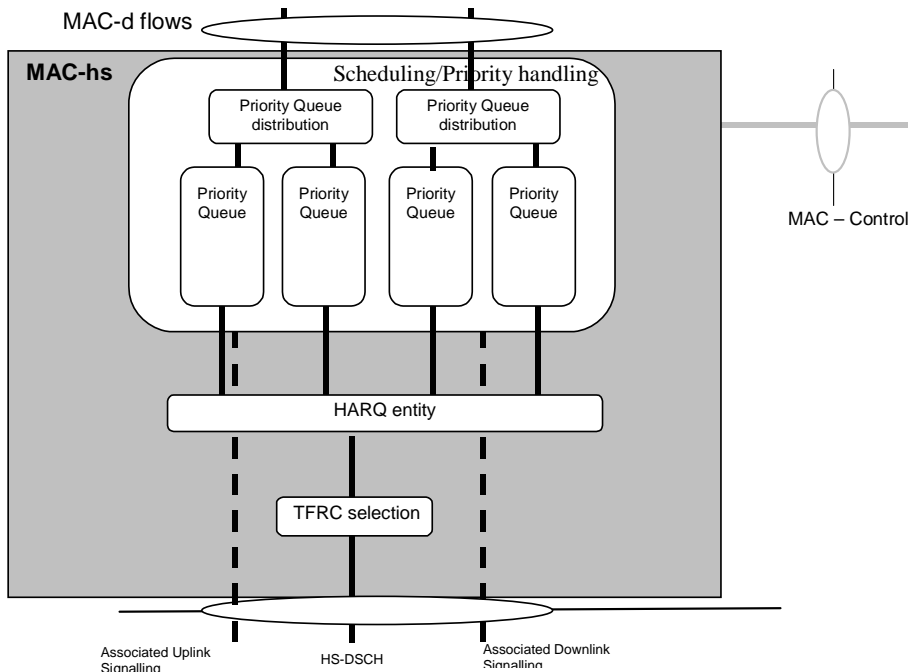 MAC-d flows
MAC-hs
Scheduling/Priority handling
Priority Queue
distribution
Priority Queue
distribution
Priority
Queue
Priority
Queue
Priority
Queue
Priority
Queue
MAC – Control
HARQ entity
TFRC selection
Associated Uplink
Signalling
HS-DSCH
Associated Downlink
Signalling